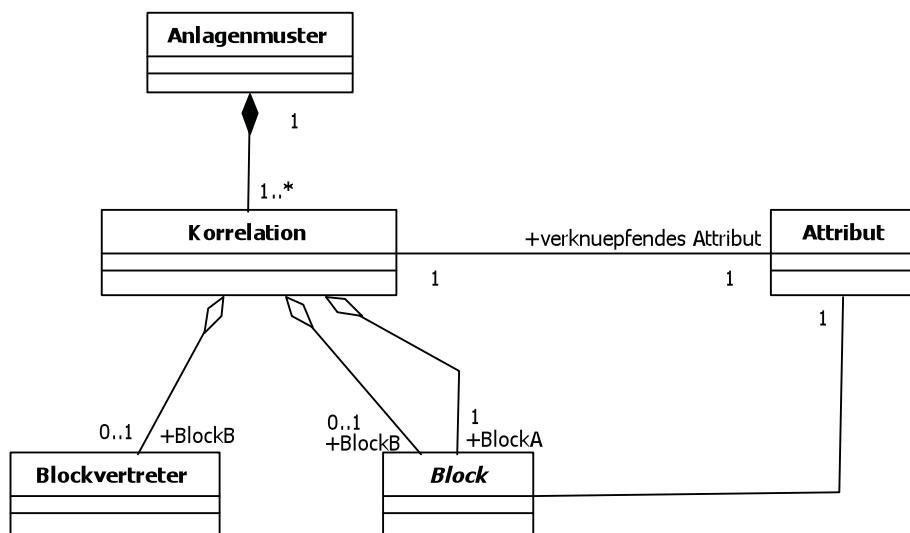 Anlagenmuster
1
1..*
Korrelation
+verknuepfendes Attribut
Attribut
1
1
1
0..1
+BlockB
0..1
+BlockB
1
+BlockA
Blockvertreter
Block